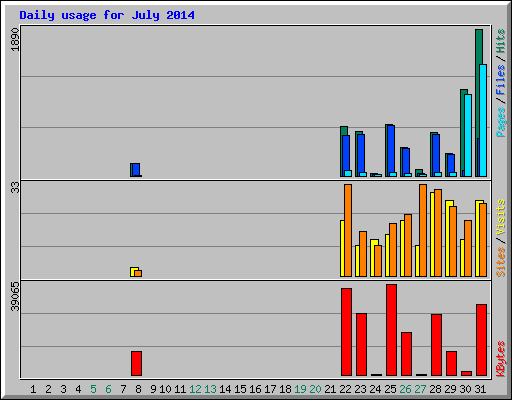 Daily usage for July 2014
1890
Pages / Files / Hits
33
Sites / Visits
39065
KBytes
1 2 3 4 5 6 7 8 9 10 11 12 13 14 15 16 17 18 19 20 21 22 23 24 25 26 27 28 29 30 31